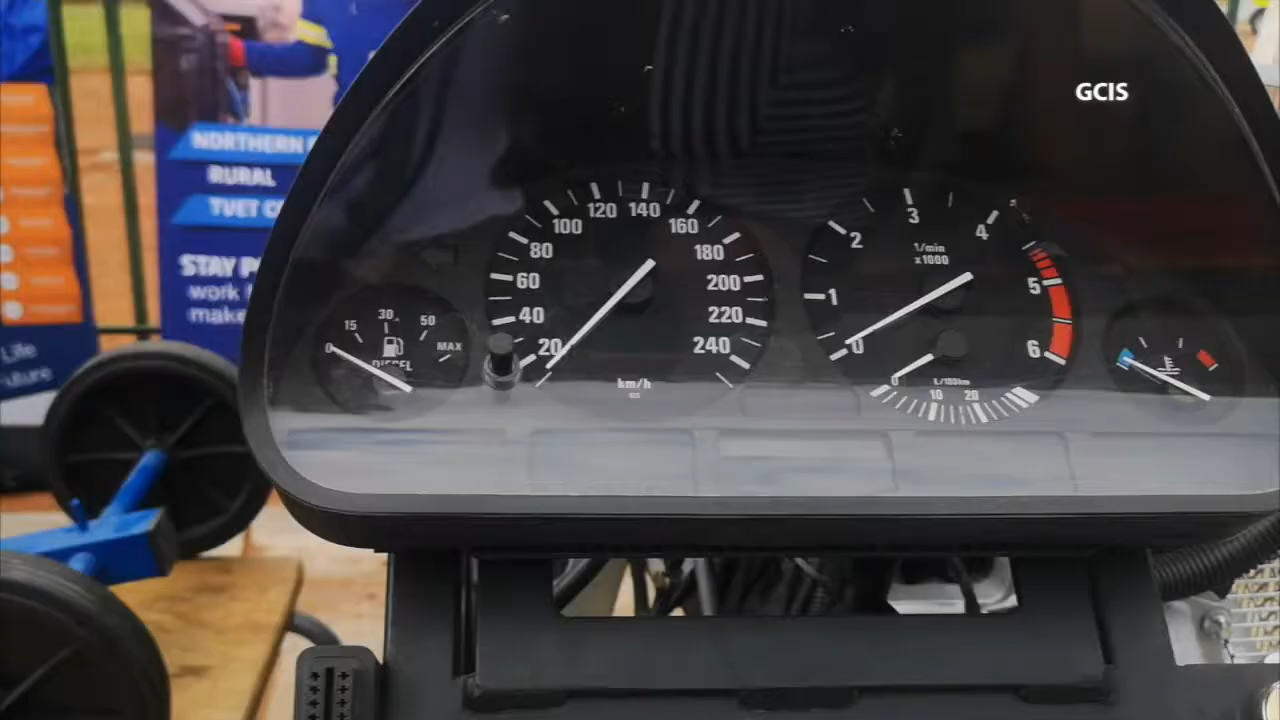 GCIS
NORTHERN
RURAL
TVET
STAY
work
make
Life
0
15
30
50
MAX
DIESEL
20
40
60
80
100
120
140
160
180
200
220
240
km/h
0
1
2
3
4
5
6
1/min
x1000
0
10
20
L/100km